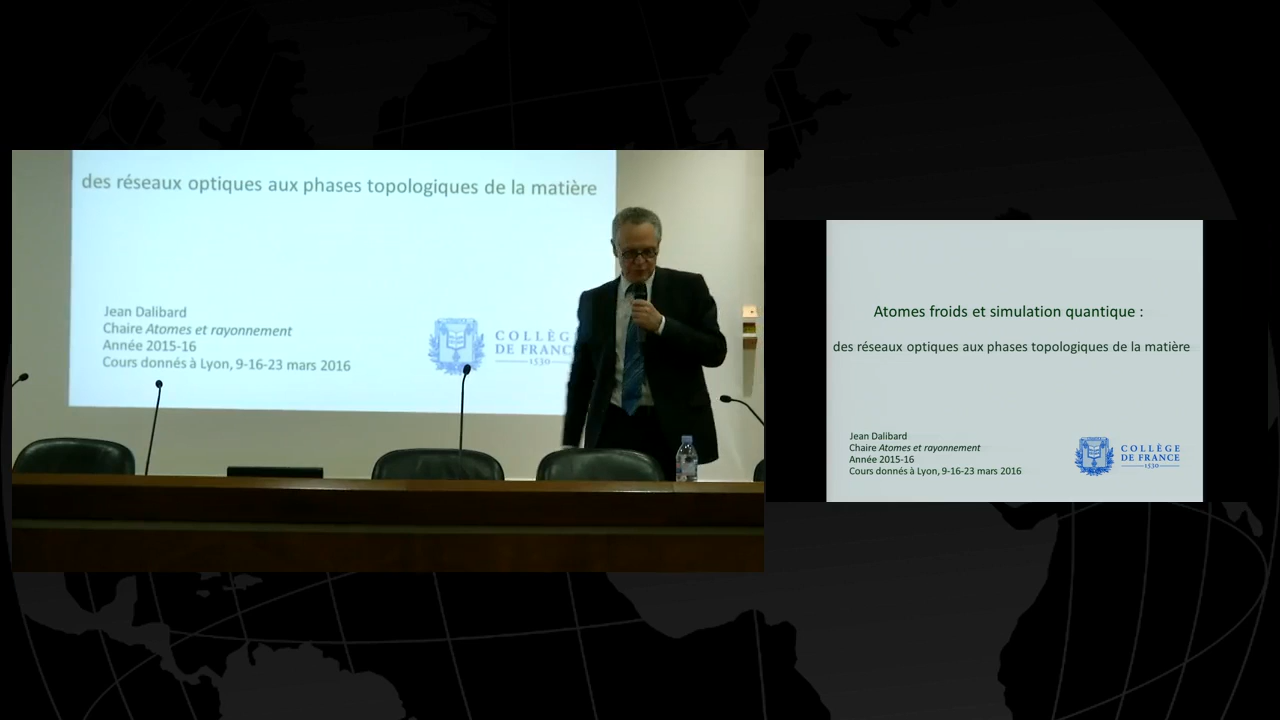 des réseaux optiques aux phases topologiques de la matière
Jean Dalibard
Chaire Atomes et rayonnement
Année 2015-16
Cours donnés à Lyon, 9-16-23 mars 2016
COLLÈG
DE FRANC
1530
Atomes froids et simulation quantique :
des réseaux optiques aux phases topologiques de la matière
Jean Dalibard
Chaire Atomes et rayonnement
Année 2015-16
Cours donnés à Lyon, 9-16-23 mars 2016
COLLÈGE
DE FRANCE
1530